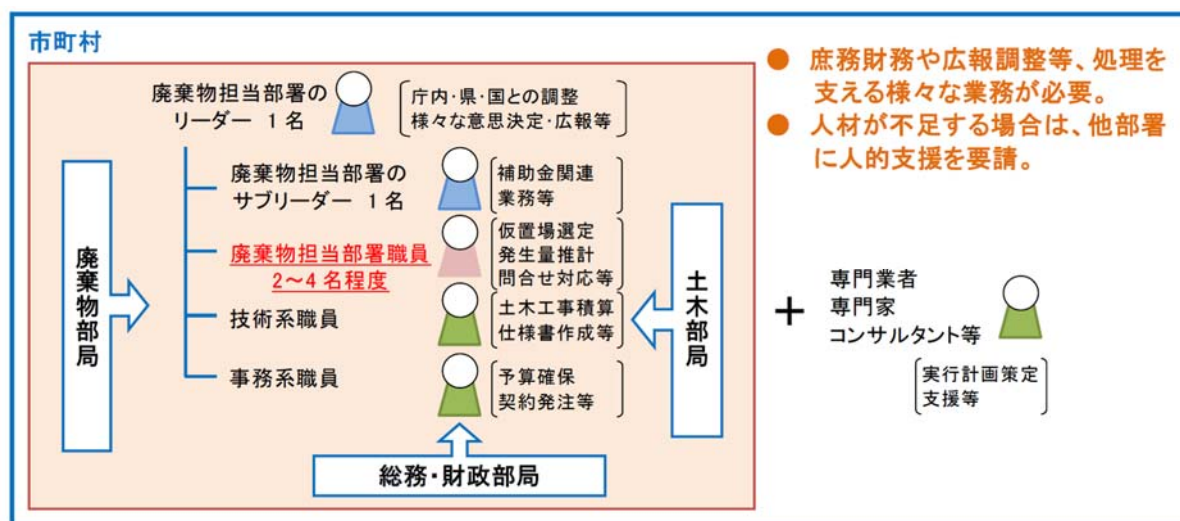 市町村
廃棄物担当部署の
リーダー 1名
庁内・県・国との調整
様々な意思決定・広報等
廃棄物担当部署の
サブリーダー 1名
補助金関連
業務等
廃棄物担当部署職員
2～4名程度
仮置場選定
発生量推計
問合せ対応等
技術系職員
土木工事積算
仕様書作成等
事務系職員
予算確保
契約発注等
廃棄物部局
土木部局
総務・財政部局
● 庶務財務や広報調整等、処理を
支える様々な業務が必要。
● 人材が不足する場合は、他部署
に人的支援を要請。
＋
専門業者
専門家
コンサルタント等
実行計画策定
支援等